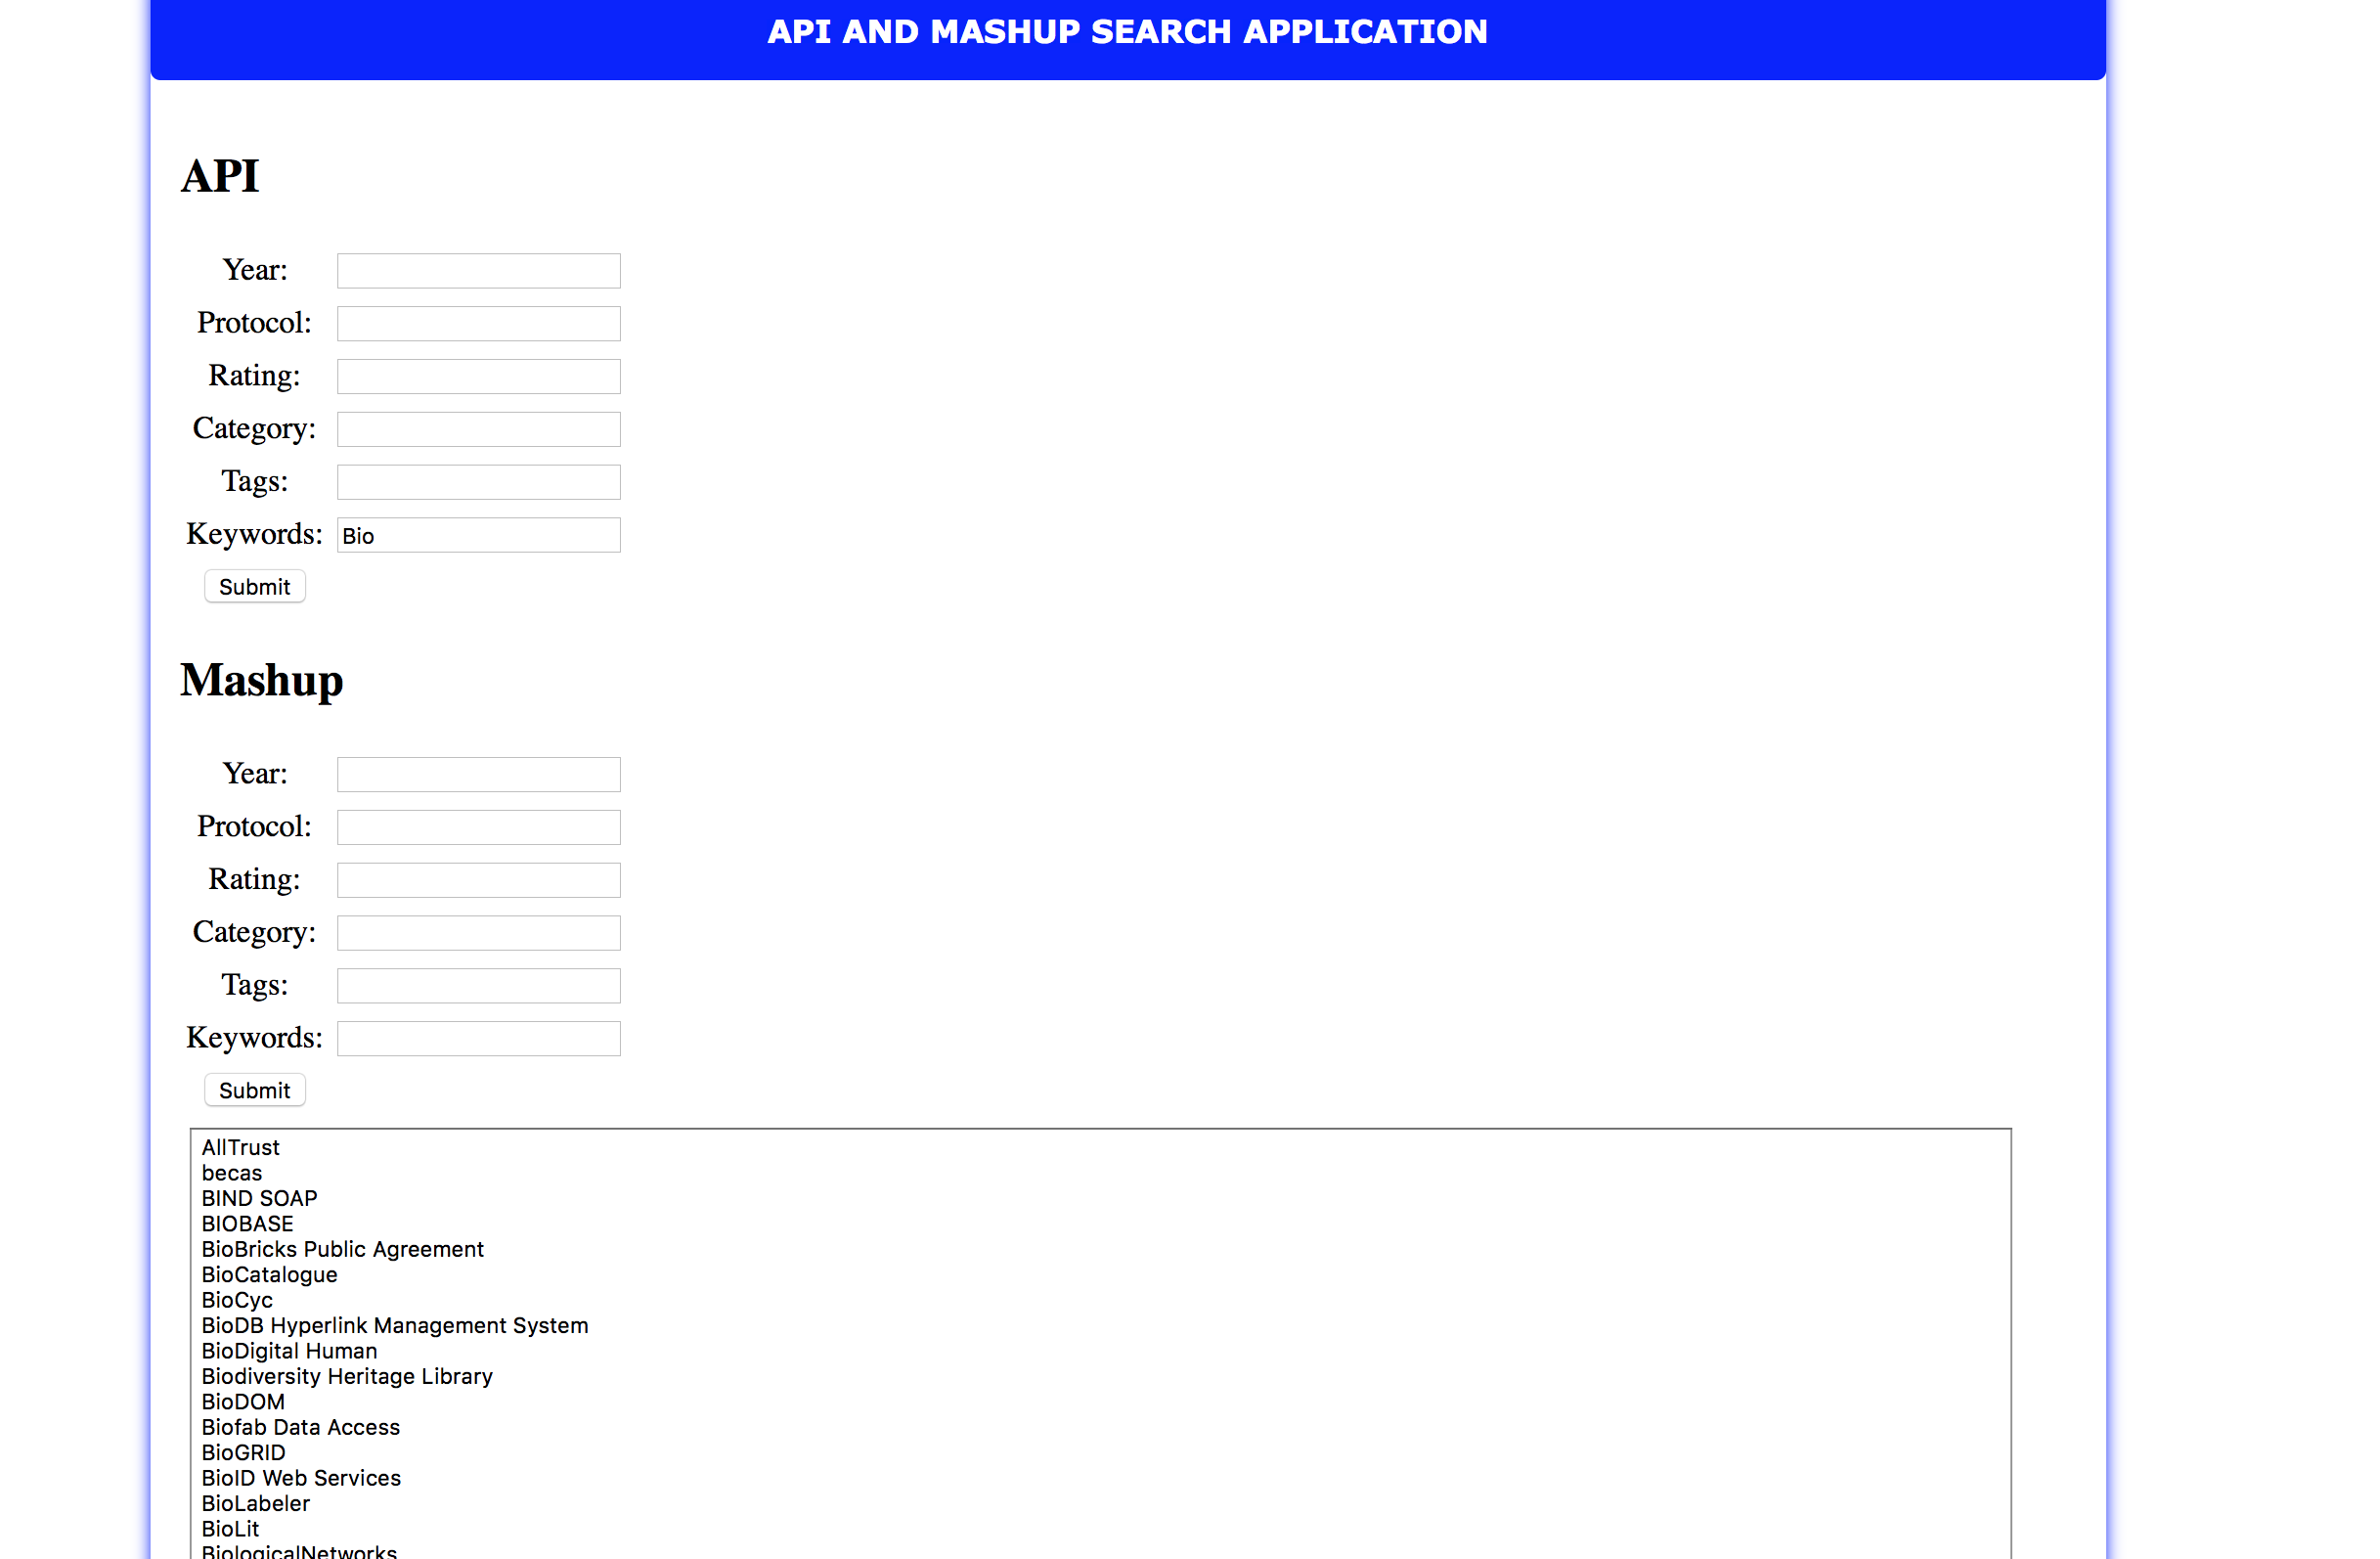 API AND MASHUP SEARCH APPLICATION
API
Year:
Protocol:
Rating:
Category:
Tags:
Keywords: Bio
Submit
Mashup
Year:
Protocol:
Rating:
Category:
Tags:
Keywords:
Submit
AllTrust
becas
BIND SOAP
BIOBASE
BioBricks Public Agreement
BioCatalogue
BioCyc
BioDB Hyperlink Management System
BioDigital Human
Biodiversity Heritage Library
BioDOM
Biofab Data Access
BioGRID
BioID Web Services
BioLabeler
BioLit
BiologicalNetworks